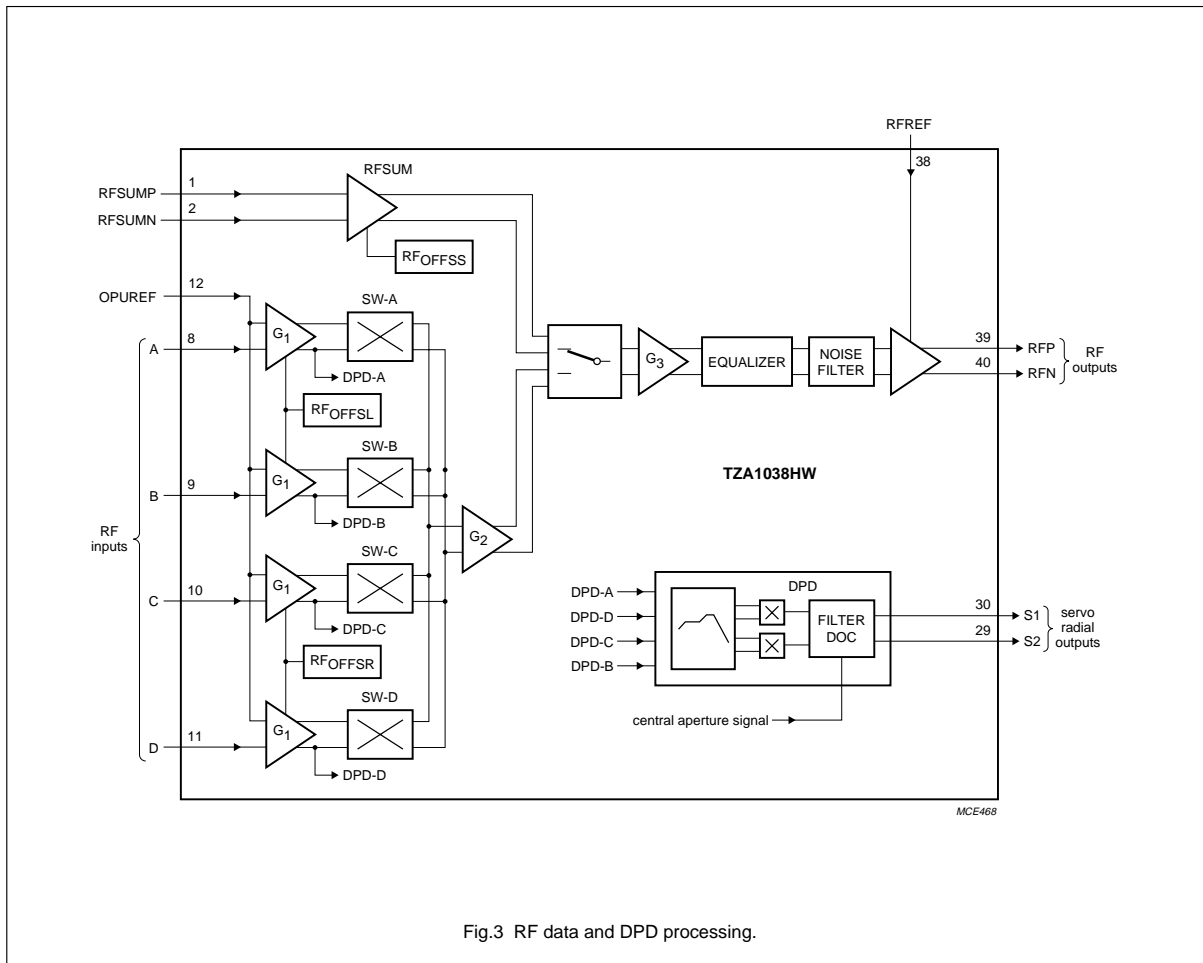 RFREF
38
RFSUM
RFSUMP 1
RFSUMN 2
RFOFFSS
OPUREF 12
SW-A
A 8
G1
DPD-A
RFOFFSL
SW-B
B 9
G1
DPD-B
G2
SW-C
C 10
G1
DPD-C
RFOFFSR
SW-D
D 11
G1
DPD-D
RF
inputs
G3
EQUALIZER
NOISE
FILTER
39 RFP
40 RFN
RF
outputs
TZA1038HW
DPD
DPD-A
DPD-D
DPD-C
DPD-B
FILTER
DOC
30 S1
29 S2
servo
radial
outputs
central aperture signal
MCE468
Fig.3 RF data and DPD processing.